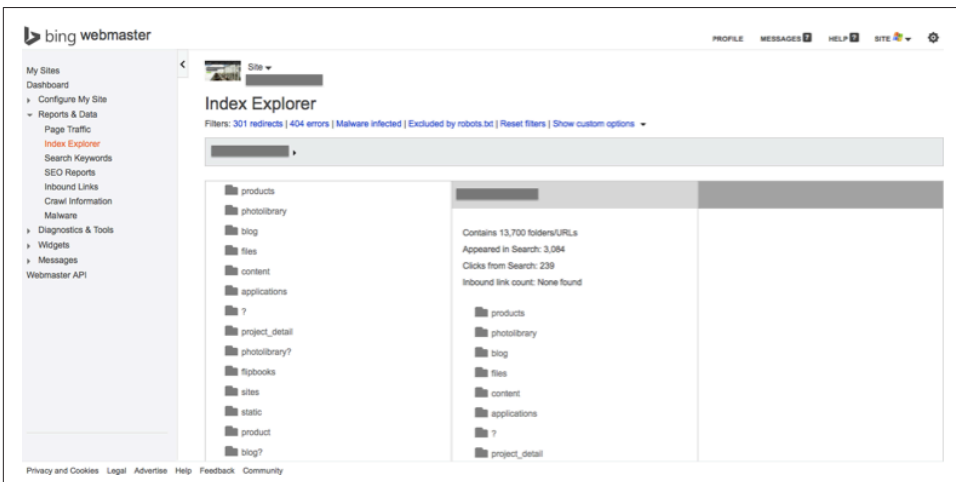 bing webmaster
PROFILE MESSAGES ? HELP ? SITE
My Sites
Dashboard
Configure My Site
Reports & Data
Page Traffic
Index Explorer
Search Keywords
SEO Reports
Inbound Links
Crawl Information
Malware
Diagnostics & Tools
Widgets
Messages
Webmaster API
Site
Index Explorer
Filters: 301 redirects | 404 errors | Malware infected | Excluded by robots.txt | Reset filters | Show custom options
products
photolibrary
blog
files
content
applications
?
project_detail
photolibrary?
flipbooks
sites
static
product
blog?
Contains 13,700 folders/URLs
Appeared in Search: 3,084
Clicks from Search: 239
Inbound link count: None found
products
photolibrary
blog
files
content
applications
?
project_detail
Privacy and Cookies Legal Advertise Help Feedback Community